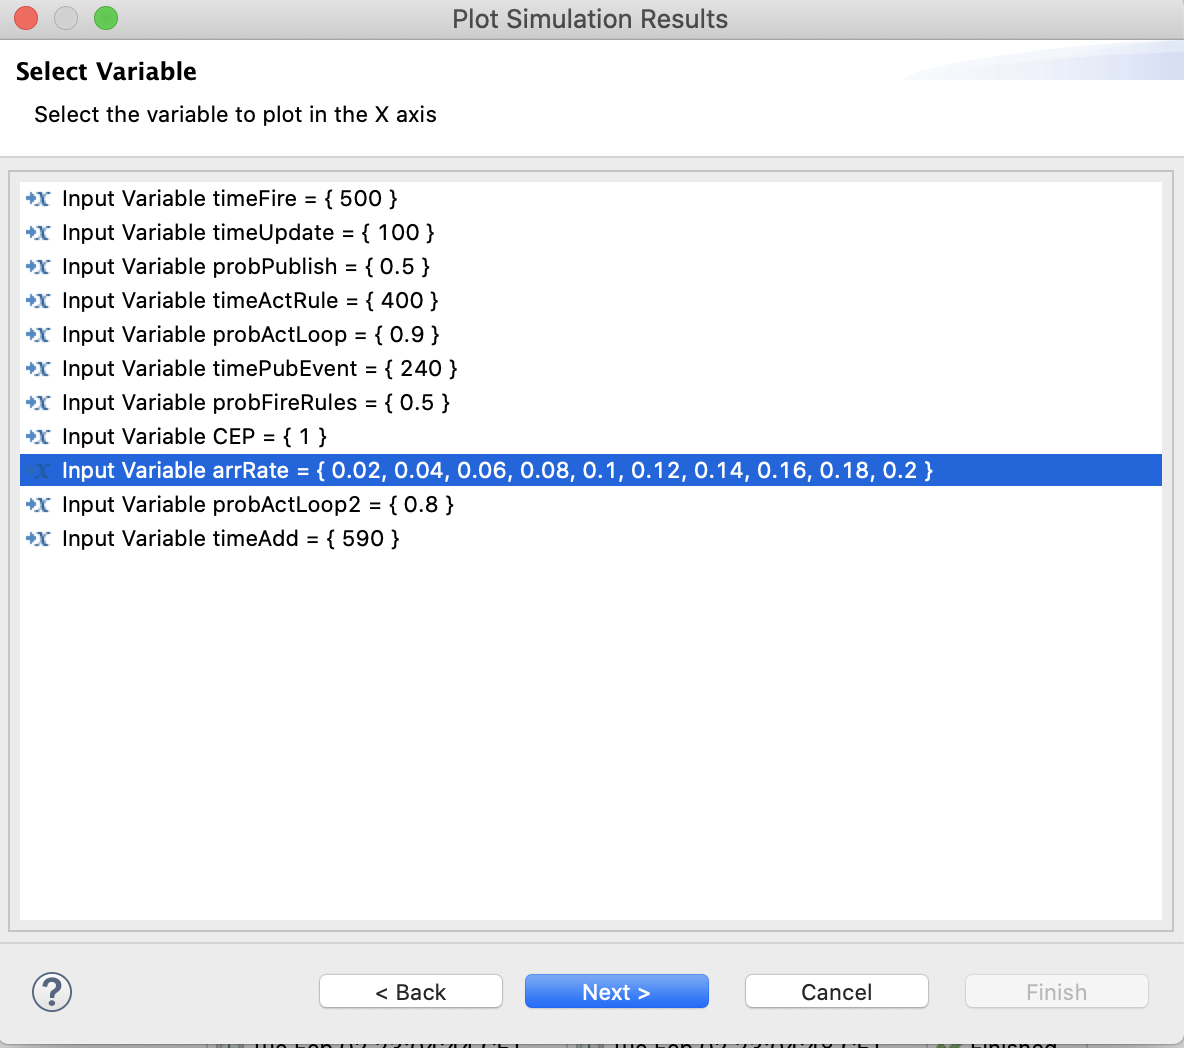 Plot Simulation Results
Select Variable
Select the variable to plot in the X axis
Input Variable timeFire = { 500 }
Input Variable timeUpdate = { 100 }
Input Variable probPublish = { 0.5 }
Input Variable timeActRule = { 400 }
Input Variable probActLoop = { 0.9 }
Input Variable timePubEvent = { 240 }
Input Variable probFireRules = { 0.5 }
Input Variable CEP = { 1 }
Input Variable arrRate = { 0.02, 0.04, 0.06, 0.08, 0.1, 0.12, 0.14, 0.16, 0.18, 0.2 }
Input Variable probActLoop2 = { 0.8 }
Input Variable timeAdd = { 590 }
? < Back Next > Cancel Finish